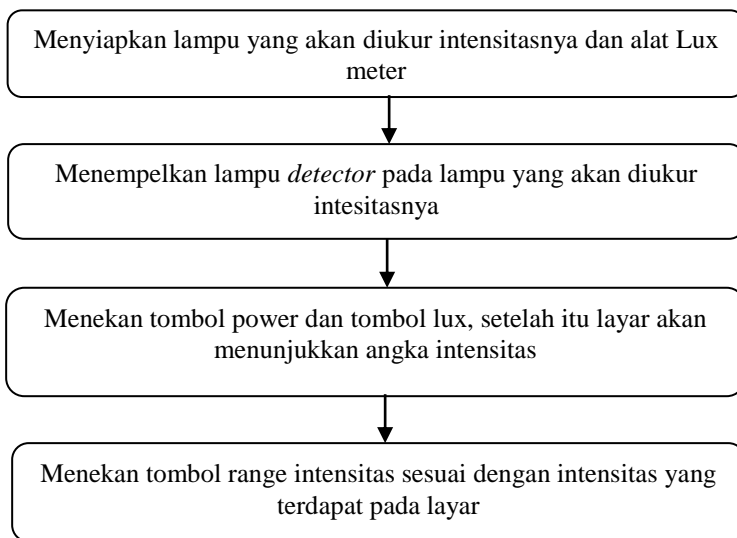 Menyiapkan lampu yang akan diukur intensitasnya dan alat Lux
meter
Menempelkan lampu detector pada lampu yang akan diukur
intesitasnya
Menekan tombol power dan tombol lux, setelah itu layar akan
menunjukkan angka intensitas
Menekan tombol range intensitas sesuai dengan intensitas yang
terdapat pada layar